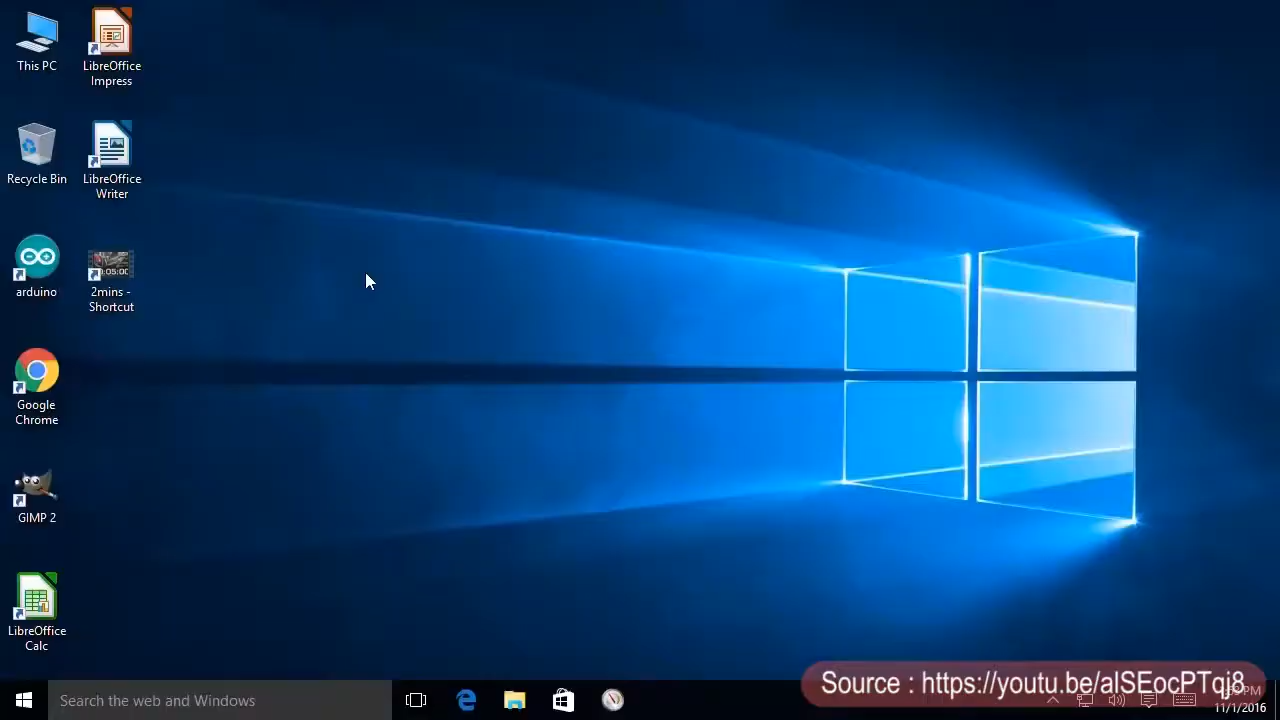 This PC
LibreOffice
Impress
Recycle Bin
LibreOffice
Writer
arduino
2mins -
Shortcut
Google
Chrome
GIMP 2
LibreOffice
Calc
Search the web and Windows
Source : https://youtu.be/alSEocPTqj8
11/1/2016